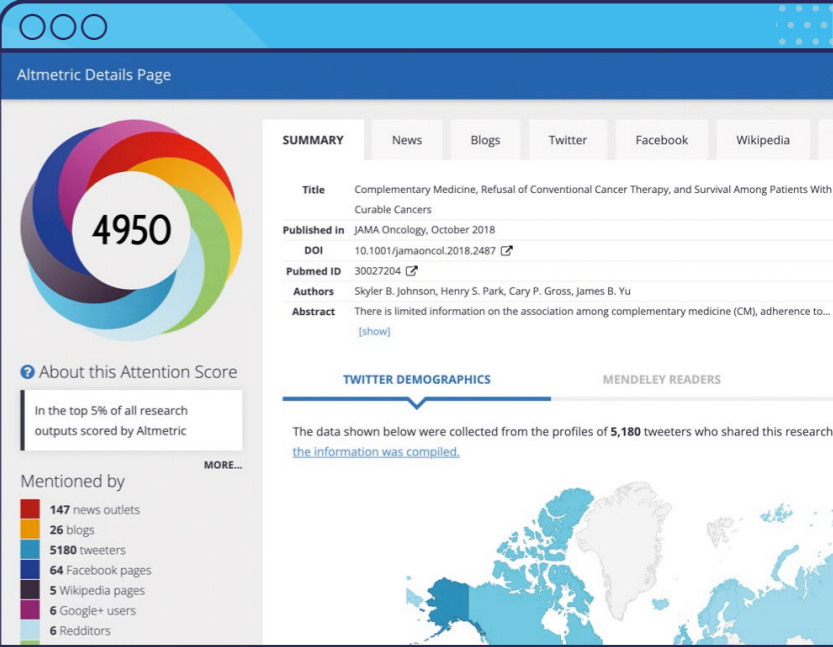 Altmetric Details Page
4950
About this Attention Score
In the top 5% of all research
outputs scored by Altmetric
MORE...
Mentioned by
147 news outlets
26 blogs
5180 tweeters
64 Facebook pages
5 Wikipedia pages
6 Google+ users
6 Redditors
SUMMARY News Blogs Twitter Facebook Wikipedia
Title Complementary Medicine, Refusal of Conventional Cancer Therapy, and Survival Among Patients With
Curable Cancers
Published in JAMA Oncology, October 2018
DOI 10.1001/jamaoncol.2018.2487
Pubmed ID 30027204
Authors Skyler B. Johnson, Henry S. Park, Cary P. Gross, James B. Yu
Abstract There is limited information on the association among complementary medicine (CM), adherence to...
[show]
TWITTER DEMOGRAPHICS MENDELEY READERS
The data shown below were collected from the profiles of 5,180 tweeters who shared this research
the information was compiled.